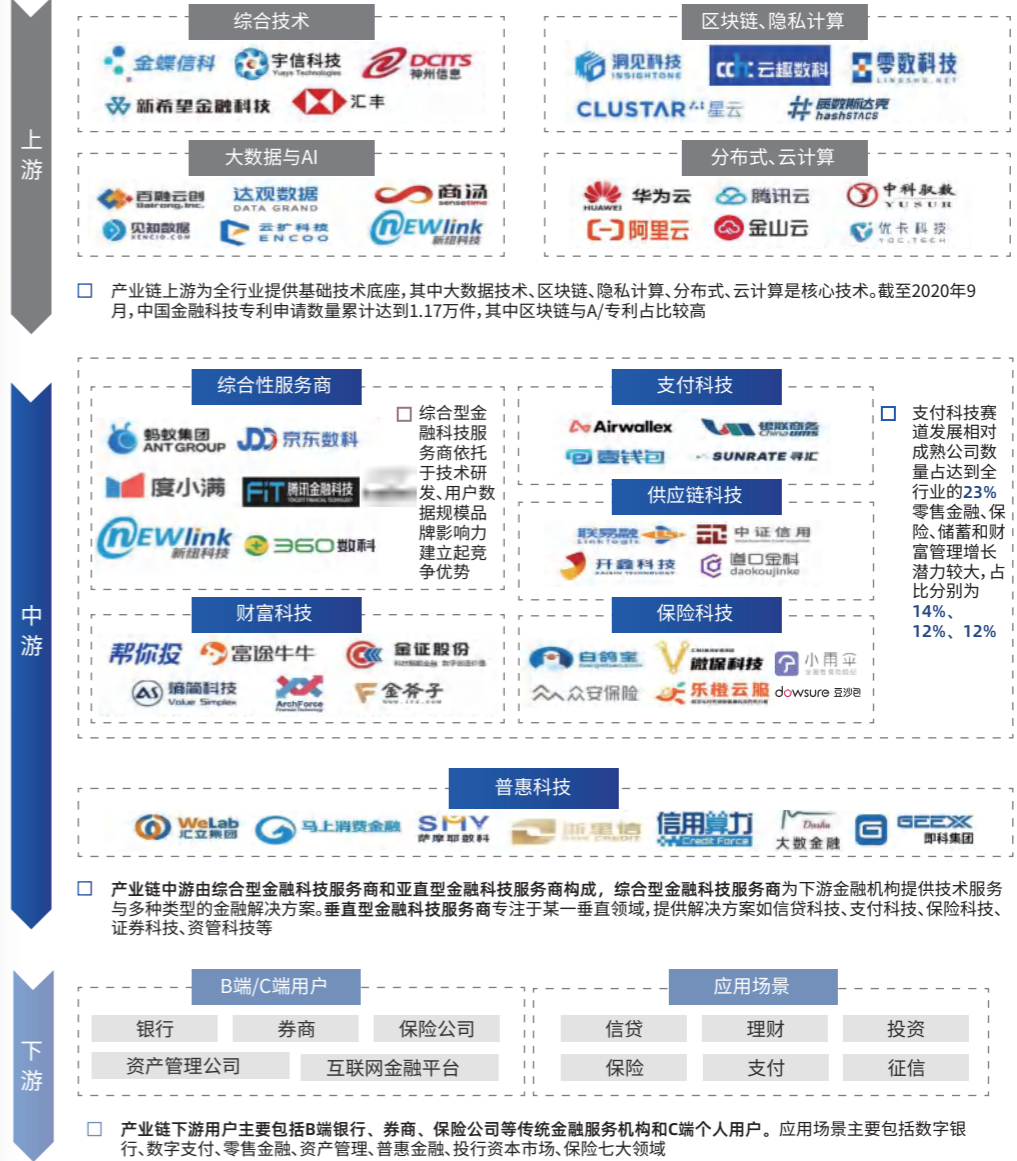 上游
综合技术
金蝶信科
宇信科技
Yusys Technologies
DCITS
神州信息
新希望金融科技
汇丰
区块链、隐私计算
洞见科技
INSIGHTONE
云趣数科
零数科技
LINGSHU.NET
CLUSTAR 星云
hashSTACS
大数据与AI
百融云创
Bairong.Inc.
达观数据
DATA GRAND
商汤
sensetime
见知数据
云扩科技
ENCOO
NEWlink
新纽科技
分布式、云计算
HUAWEI
华为云
腾讯云
中科驭数
YUSUR
阿里云
金山云
优卡科技
产业链上游为全行业提供基础技术底座,其中大数据技术、区块链、隐私计算、分布式、云计算是核心技术。截至2020年9
月,中国金融科技专利申请数量累计达到1.17万件,其中区块链与A/专利占比较高
中游
综合性服务商
蚂蚁集团
ANT GROUP
JDD 京东数科
度小满
FiT 腾讯金融科技
NEWlink
新纽科技
360数科
综合型金
融科技服
务商依托
于技术研
发、用户数
据规模品
牌影响力
建立起竞
争优势
支付科技
Airwallex
银联商务
China ums
壹钱包
SUNRATE 寻汇
供应链科技
联易融
Linklogis
中证信用
开鑫科技
KAIXIN TECHNOLOGY
道口金科
daokoujinke
财富科技
帮你投
富途牛牛
金证股份
熵简科技
Value Simplex
ArchForce
Financial Technology
金斧子
保险科技
白鸽宝
微保科技
小雨伞
众安保险
乐橙云服
dowsure 豆沙包
支付科技赛
道发展相对
成熟公司数
量占达到全
行业的23%
零售金融、保
险、储蓄和财
富管理增长
潜力较大,占
比分别为
14%、
12%、12%
普惠科技
WeLab
汇立集团
马上消费金融
SMY
萨摩耶数科
信用算力
Credit Force
Dashu
大数金融
GEEX
即科集团
产业链中游由综合型金融科技服务商和亚直型金融科技服务商构成，综合型金融科技服务商为下游金融机构提供技术服务
与多种类型的金融解决方案。垂直型金融科技服务商专注于某一垂直领域,提供解决方案如信贷科技、支付科技、保险科技、
证券科技、资管科技等
下游
B端/C端用户
银行 券商 保险公司
资产管理公司 互联网金融平台
应用场景
信贷 理财 投资
保险 支付 征信
产业链下游用户主要包括B端银行、券商、保险公司等传统金融服务机构和C端个人用户。应用场景主要包括数字银
行、数字支付、零售金融、资产管理、普惠金融、投行资本市场、保险七大领域